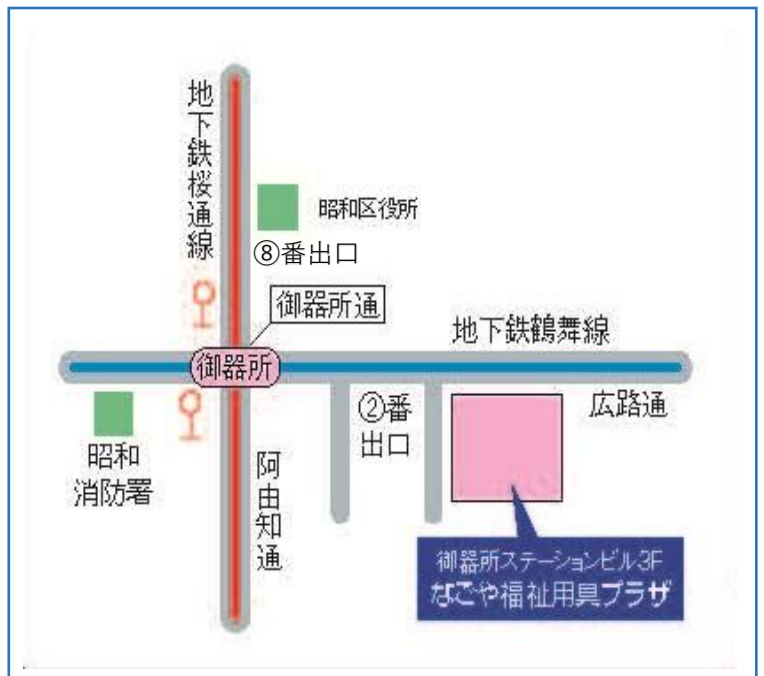 地下鉄桜通線
昭和区役所
⑧番出口
御器所通
地下鉄鶴舞線
御器所
②番
出口
広路通
昭和
消防署
阿由知通
御器所ステーションビル3F
なごや福祉用具プラザ